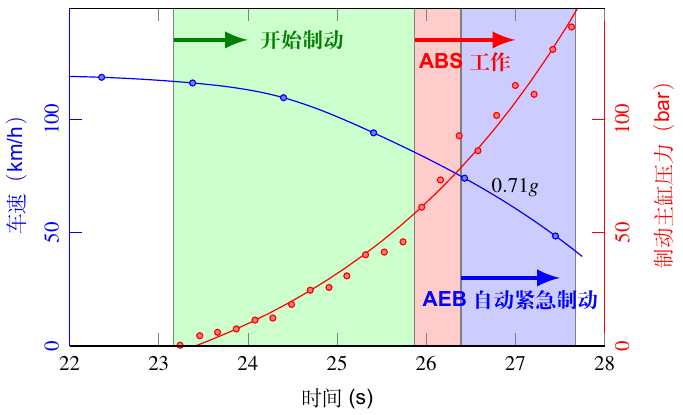 开始制动
ABS 工作
0.71g
AEB 自动紧急制动
车速（km/h）
0
50
100
制动主缸压力（bar）
0
50
100
22 23 24 25 26 27 28
时间 (s)